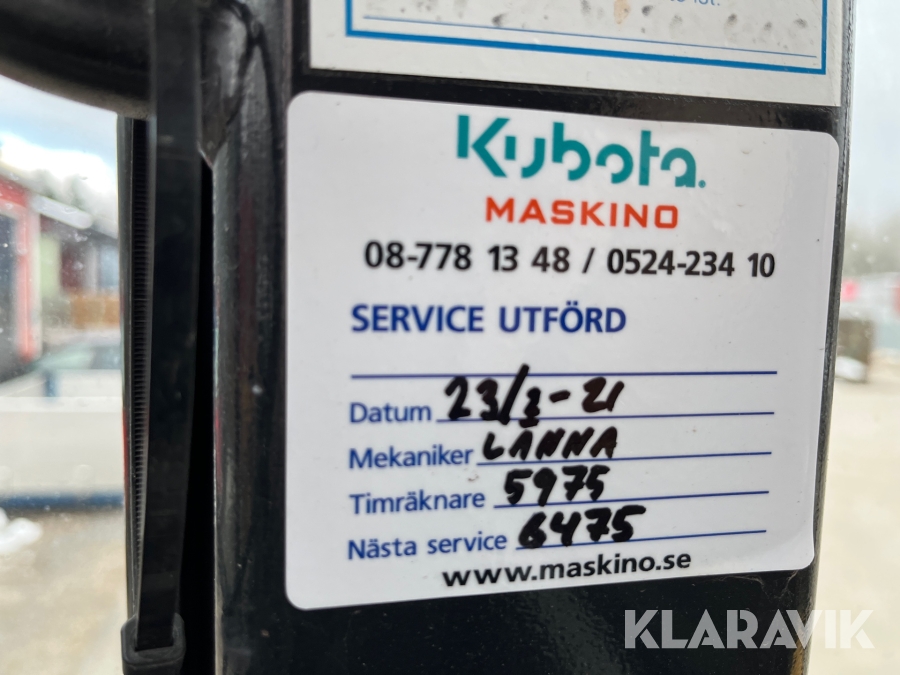 Kubota.
MASKINO
08-778 13 48 / 0524-234 10
SERVICE UTFÖRD
Datum 23/3-21
Mekaniker LANNA
Timräknare 5975
Nästa service 6475
www.maskino.se
KLARAVIK